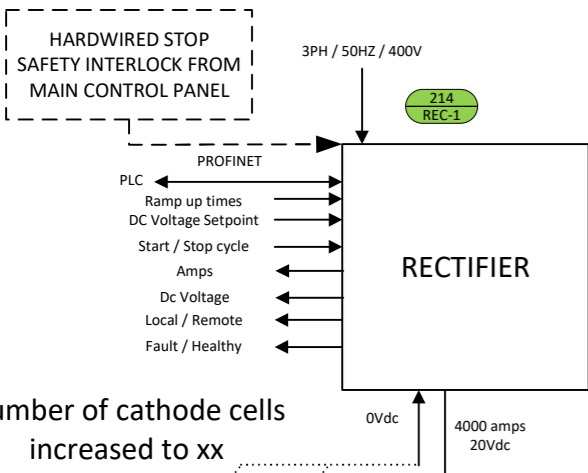 HARDWIRED STOP
SAFETY INTERLOCK FROM
MAIN CONTROL PANEL
3PH / 50HZ / 400V
214
REC-1
PROFINET
PLC
Ramp up times
DC Voltage Setpoint
Start / Stop cycle
Amps
Dc Voltage
Local / Remote
Fault / Healthy
RECTIFIER
umber of cathode cells
increased to xx
0Vdc
4000 amps
20Vdc